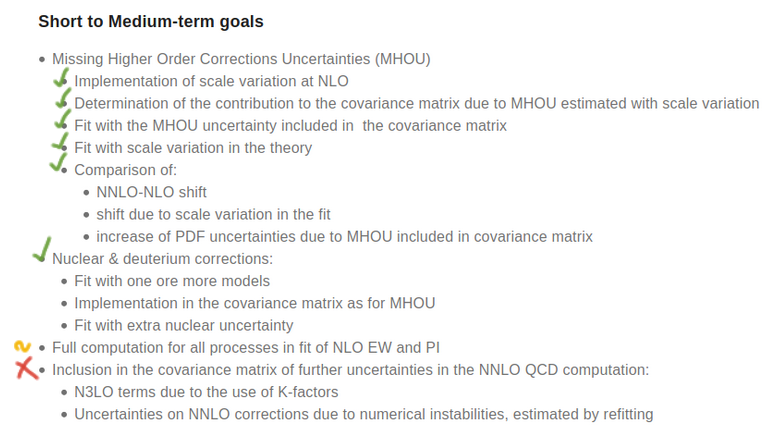 Short to Medium-term goals
Missing Higher Order Corrections Uncertainties (MHOU)
Implementation of scale variation at NLO
Determination of the contribution to the covariance matrix due to MHOU estimated with scale variation
Fit with the MHOU uncertainty included in the covariance matrix
Fit with scale variation in the theory
Comparison of:
NNLO-NLO shift
shift due to scale variation in the fit
increase of PDF uncertainties due to MHOU included in covariance matrix
Nuclear & deuterium corrections:
Fit with one ore more models
Implementation in the covariance matrix as for MHOU
Fit with extra nuclear uncertainty
Full computation for all processes in fit of NLO EW and PI
Inclusion in the covariance matrix of further uncertainties in the NNLO QCD computation:
N3LO terms due to the use of K-factors
Uncertainties on NNLO corrections due to numerical instabilities, estimated by refitting